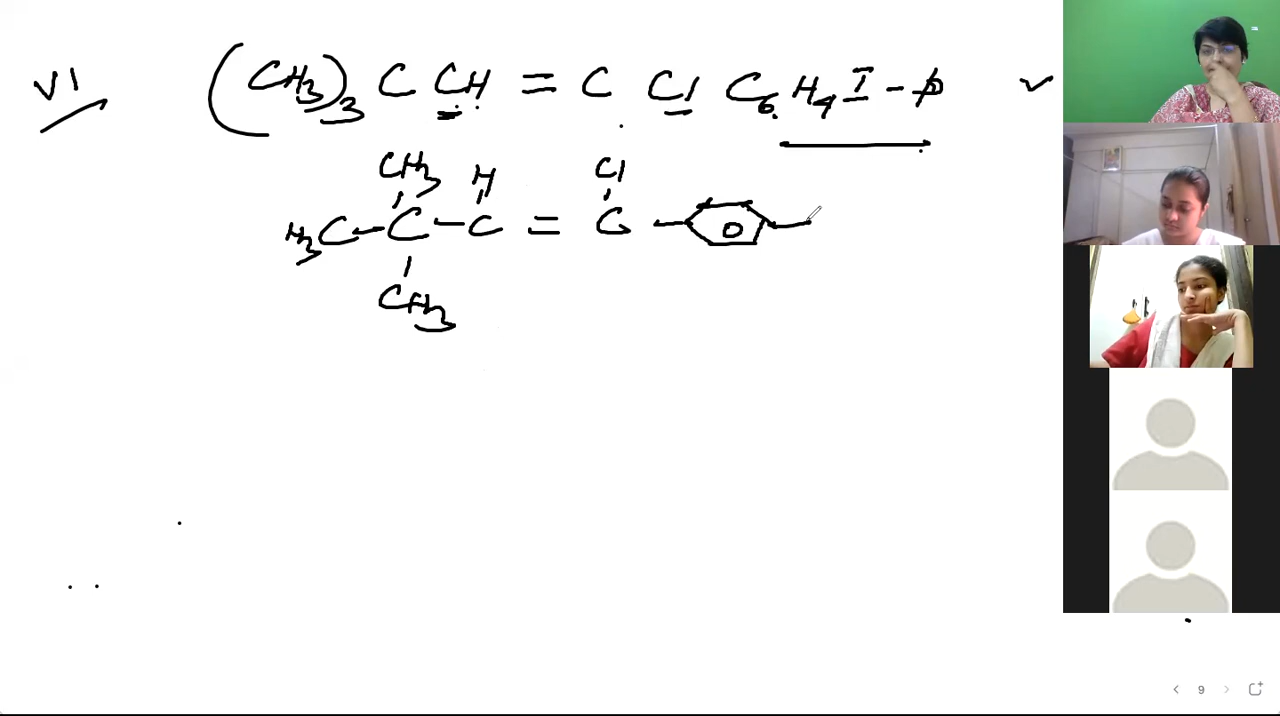 VI (CH3)3 C CH = C Cl C6 H4 I - p
CH3 H Cl
H3C - C - C = C -
CH3
9